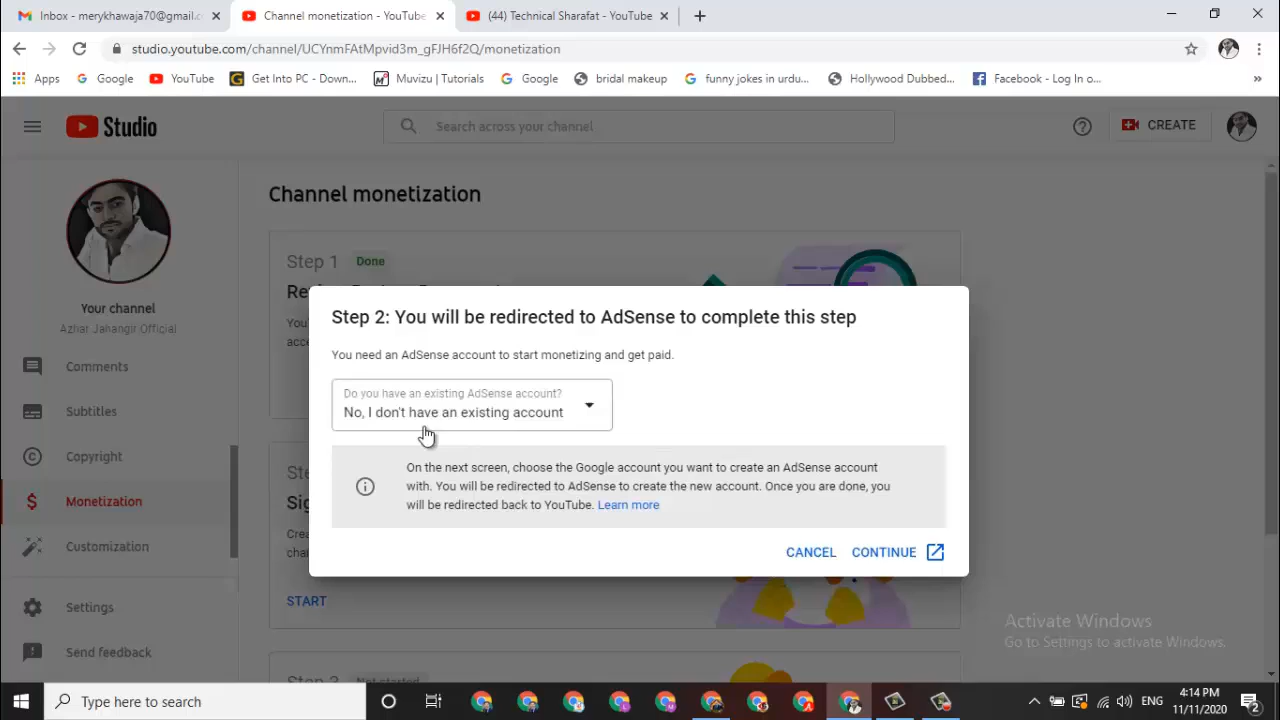 Inbox - merykhawaja70@gmail.c
Channel monetization - YouTube
(44) Technical Sharafat - YouTube
studio.youtube.com/channel/UCYnmFAtMpvid3m_gFJH6f2Q/monetization
Apps
Google
YouTube
Get Into PC - Down...
Muvizu | Tutorials
Google
bridal makeup
funny jokes in urdu...
Hollywood Dubbed...
Facebook - Log In o...
Studio
Search across your channel
CREATE
Your channel
Azhar Jahangir Official
Comments
Subtitles
Copyright
Monetization
Customization
Settings
Send feedback
Channel monetization
Step 1
Done
Step 2: You will be redirected to AdSense to complete this step
You need an AdSense account to start monetizing and get paid.
Do you have an existing AdSense account?
No, I don't have an existing account
On the next screen, choose the Google account you want to create an AdSense account
with. You will be redirected to AdSense to create the new account. Once you are done, you
will be redirected back to YouTube. Learn more
CANCEL
CONTINUE
START
Activate Windows
Go to Settings to activate Windows.
Type here to search
ENG
4:14 PM
11/11/2020
2